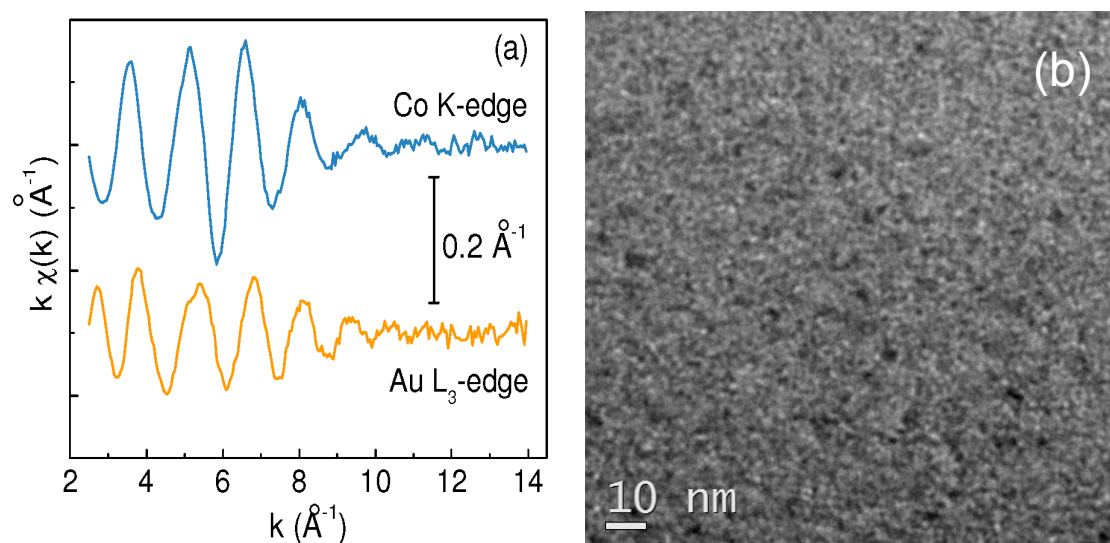 (a)
Co K-edge
0.2 Å⁻¹
Au L₃-edge
k χ(k) (Å⁻¹)
2 4 6 8 10 12 14
k (Å⁻¹)
(b)
10 nm